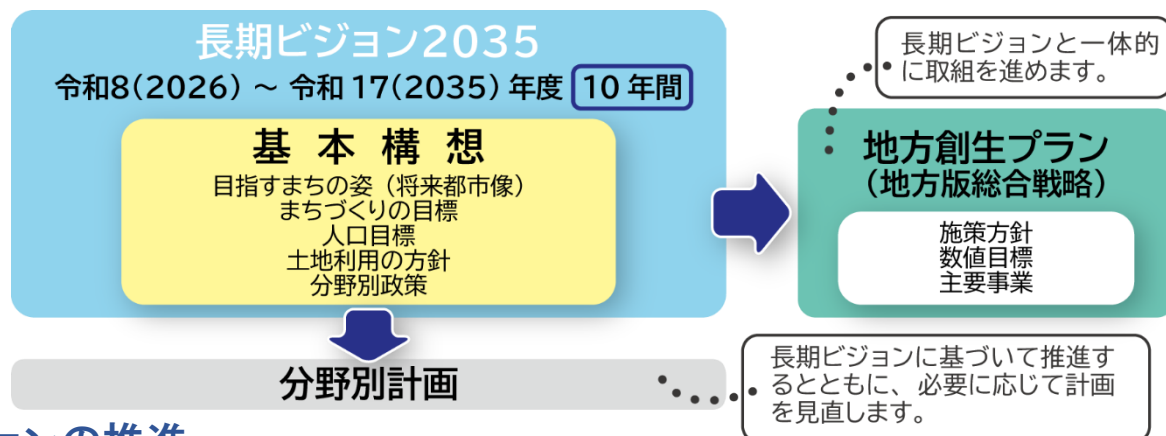 長期ビジョン2035
令和8(2026) ~ 令和17(2035)年度 10年間
基本構想
目指すまちの姿(将来都市像)
まちづくりの目標
人口目標
土地利用の方針
分野別政策
長期ビジョンと一体的
に取組を進めます。
地方創生プラン
(地方版総合戦略)
施策方針
数値目標
主要事業
分野別計画
長期ビジョンに基づいて推進す
るとともに、必要に応じて計画
を見直します。
ンの推進